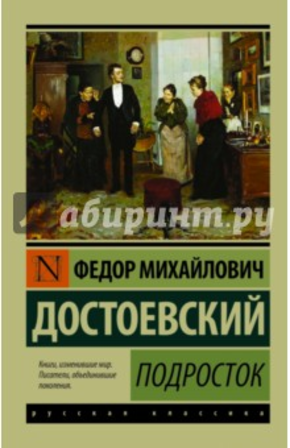 Лабиринт.ру
N
ФЕДОР МИХАЙЛОВИЧ
ДОСТОЕВСКИЙ
Книги, изменившие мир.
Писатели, объединившие
поколения.
ПОДРОСТОК
русская классика